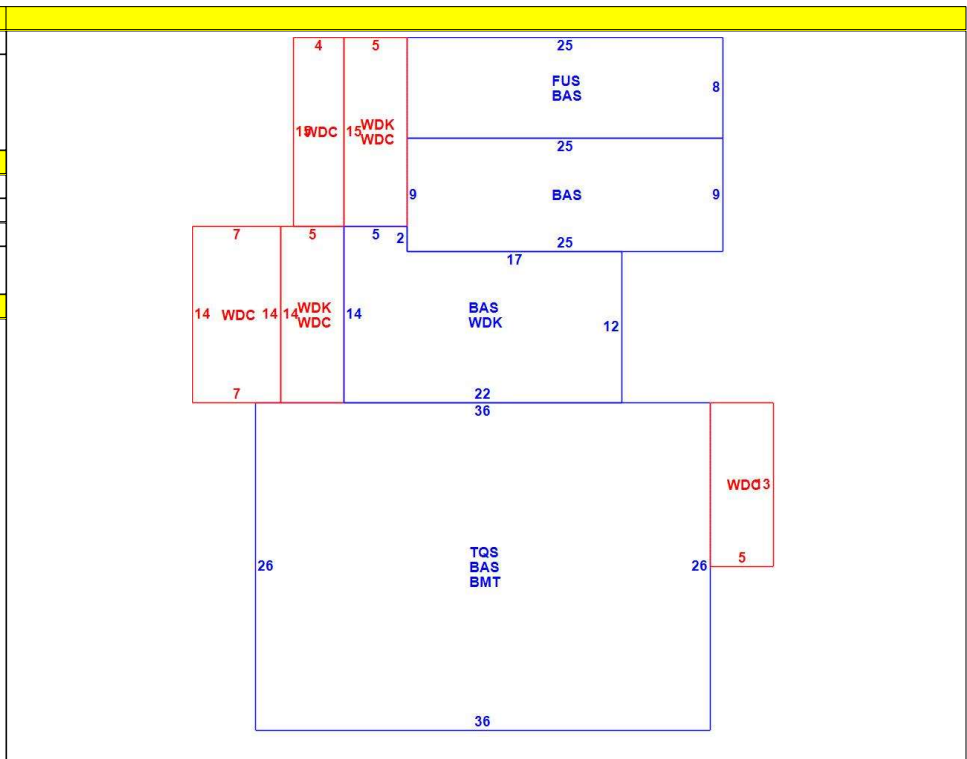 4 5 25
FUS
BAS
8
15 WDC 15 WDK
WDC
25
9 BAS 9
7 5 5 2 25
17
14 WDC 14 14 WDK
WDC
14 BAS
WDK
12
7 22
36
WDC 13
5
TQS
BAS
BMT
26 26
36